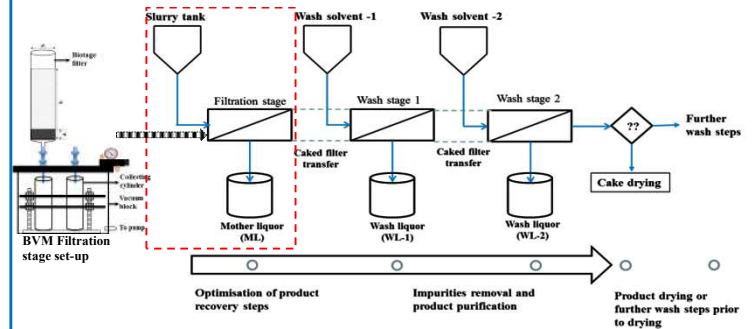 Slurry tank
Wash solvent -1
Wash solvent -2
Biotage
filter
Filtration stage
Wash stage 1
Wash stage 2
??
Further
wash steps
Caked filter
transfer
Caked filter
transfer
Cake drying
Collecting
cylinder
Vacuum
block
To pump
BVM Filtration
stage set-up
Mother liquor
(ML)
Wash liquor
(WL-1)
Wash liquor
(WL-2)
Optimisation of product
recovery steps
Impurities removal and
product purification
Product drying or
further wash steps prior
to drying